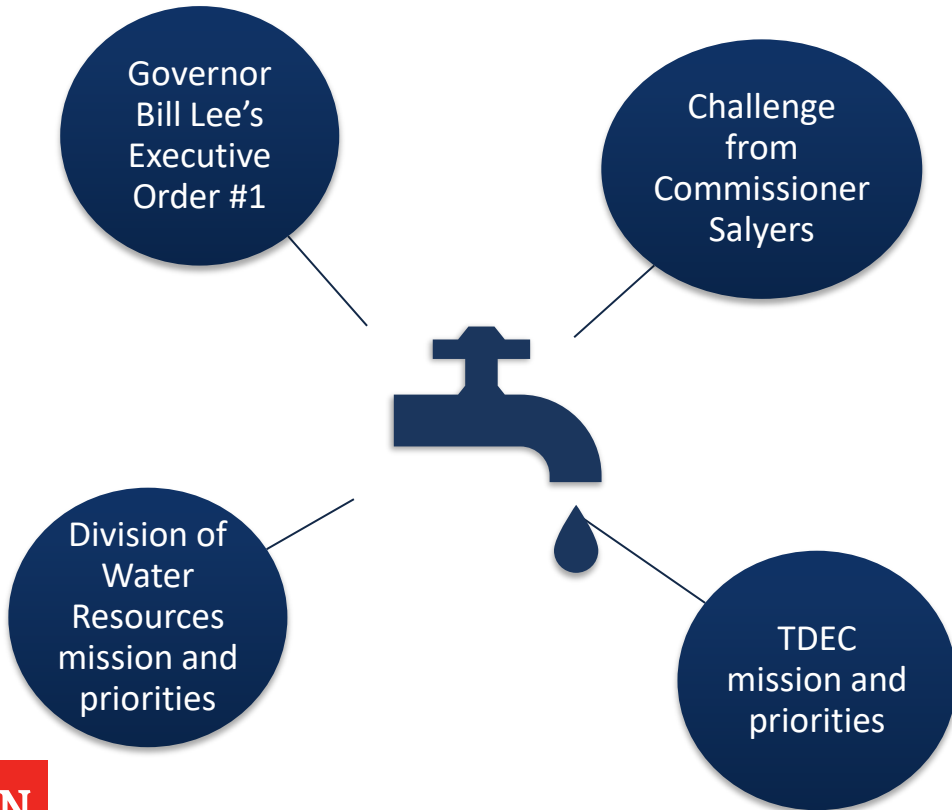 Governor
Bill Lee’s
Executive
Order #1
Challenge
from
Commissioner
Salyers
Division of
Water
Resources
mission and
priorities
TDEC
mission and
priorities
N